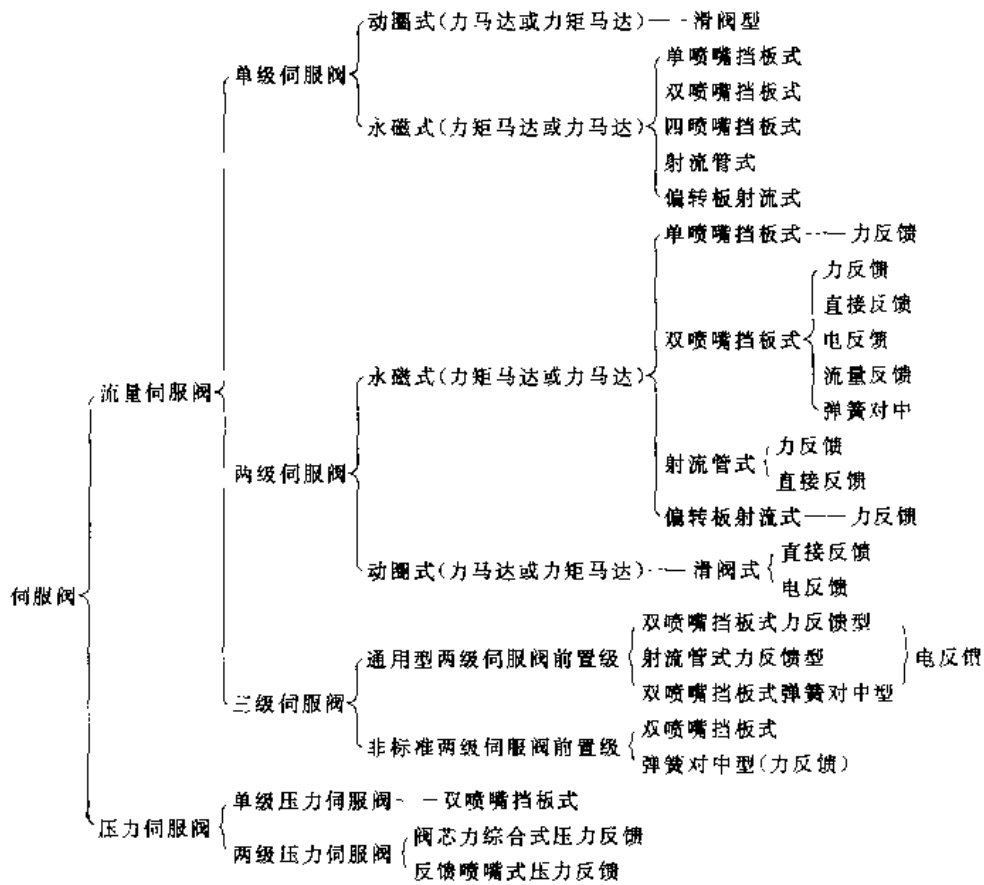 动圈式(力马达或力矩马达)——滑阀型
单级伺服阀
单喷嘴挡板式
双喷嘴挡板式
永磁式(力矩马达或力马达)
四喷嘴挡板式
射流管式
偏转板射流式
单喷嘴挡板式——力反馈
力反馈
直接反馈
双喷嘴挡板式
电反馈
永磁式(力矩马达或力马达)
流量反馈
流量伺服阀
弹簧对中
力反馈
射流管式
两级伺服阀
直接反馈
偏转板射流式——力反馈
直接反馈
动圈式(力马达或力矩马达)——滑阀式
电反馈
伺服阀
双喷嘴挡板式力反馈型
通用型两级伺服阀前置级
射流管式力反馈型
电反馈
双喷嘴挡板式弹簧对中型
三级伺服阀
双喷嘴挡板式
非标准两级伺服阀前置级
弹簧对中型(力反馈)
单级压力伺服阀——双喷嘴挡板式
压力伺服阀
阀芯力综合式压力反馈
两级压力伺服阀
反馈喷嘴式压力反馈